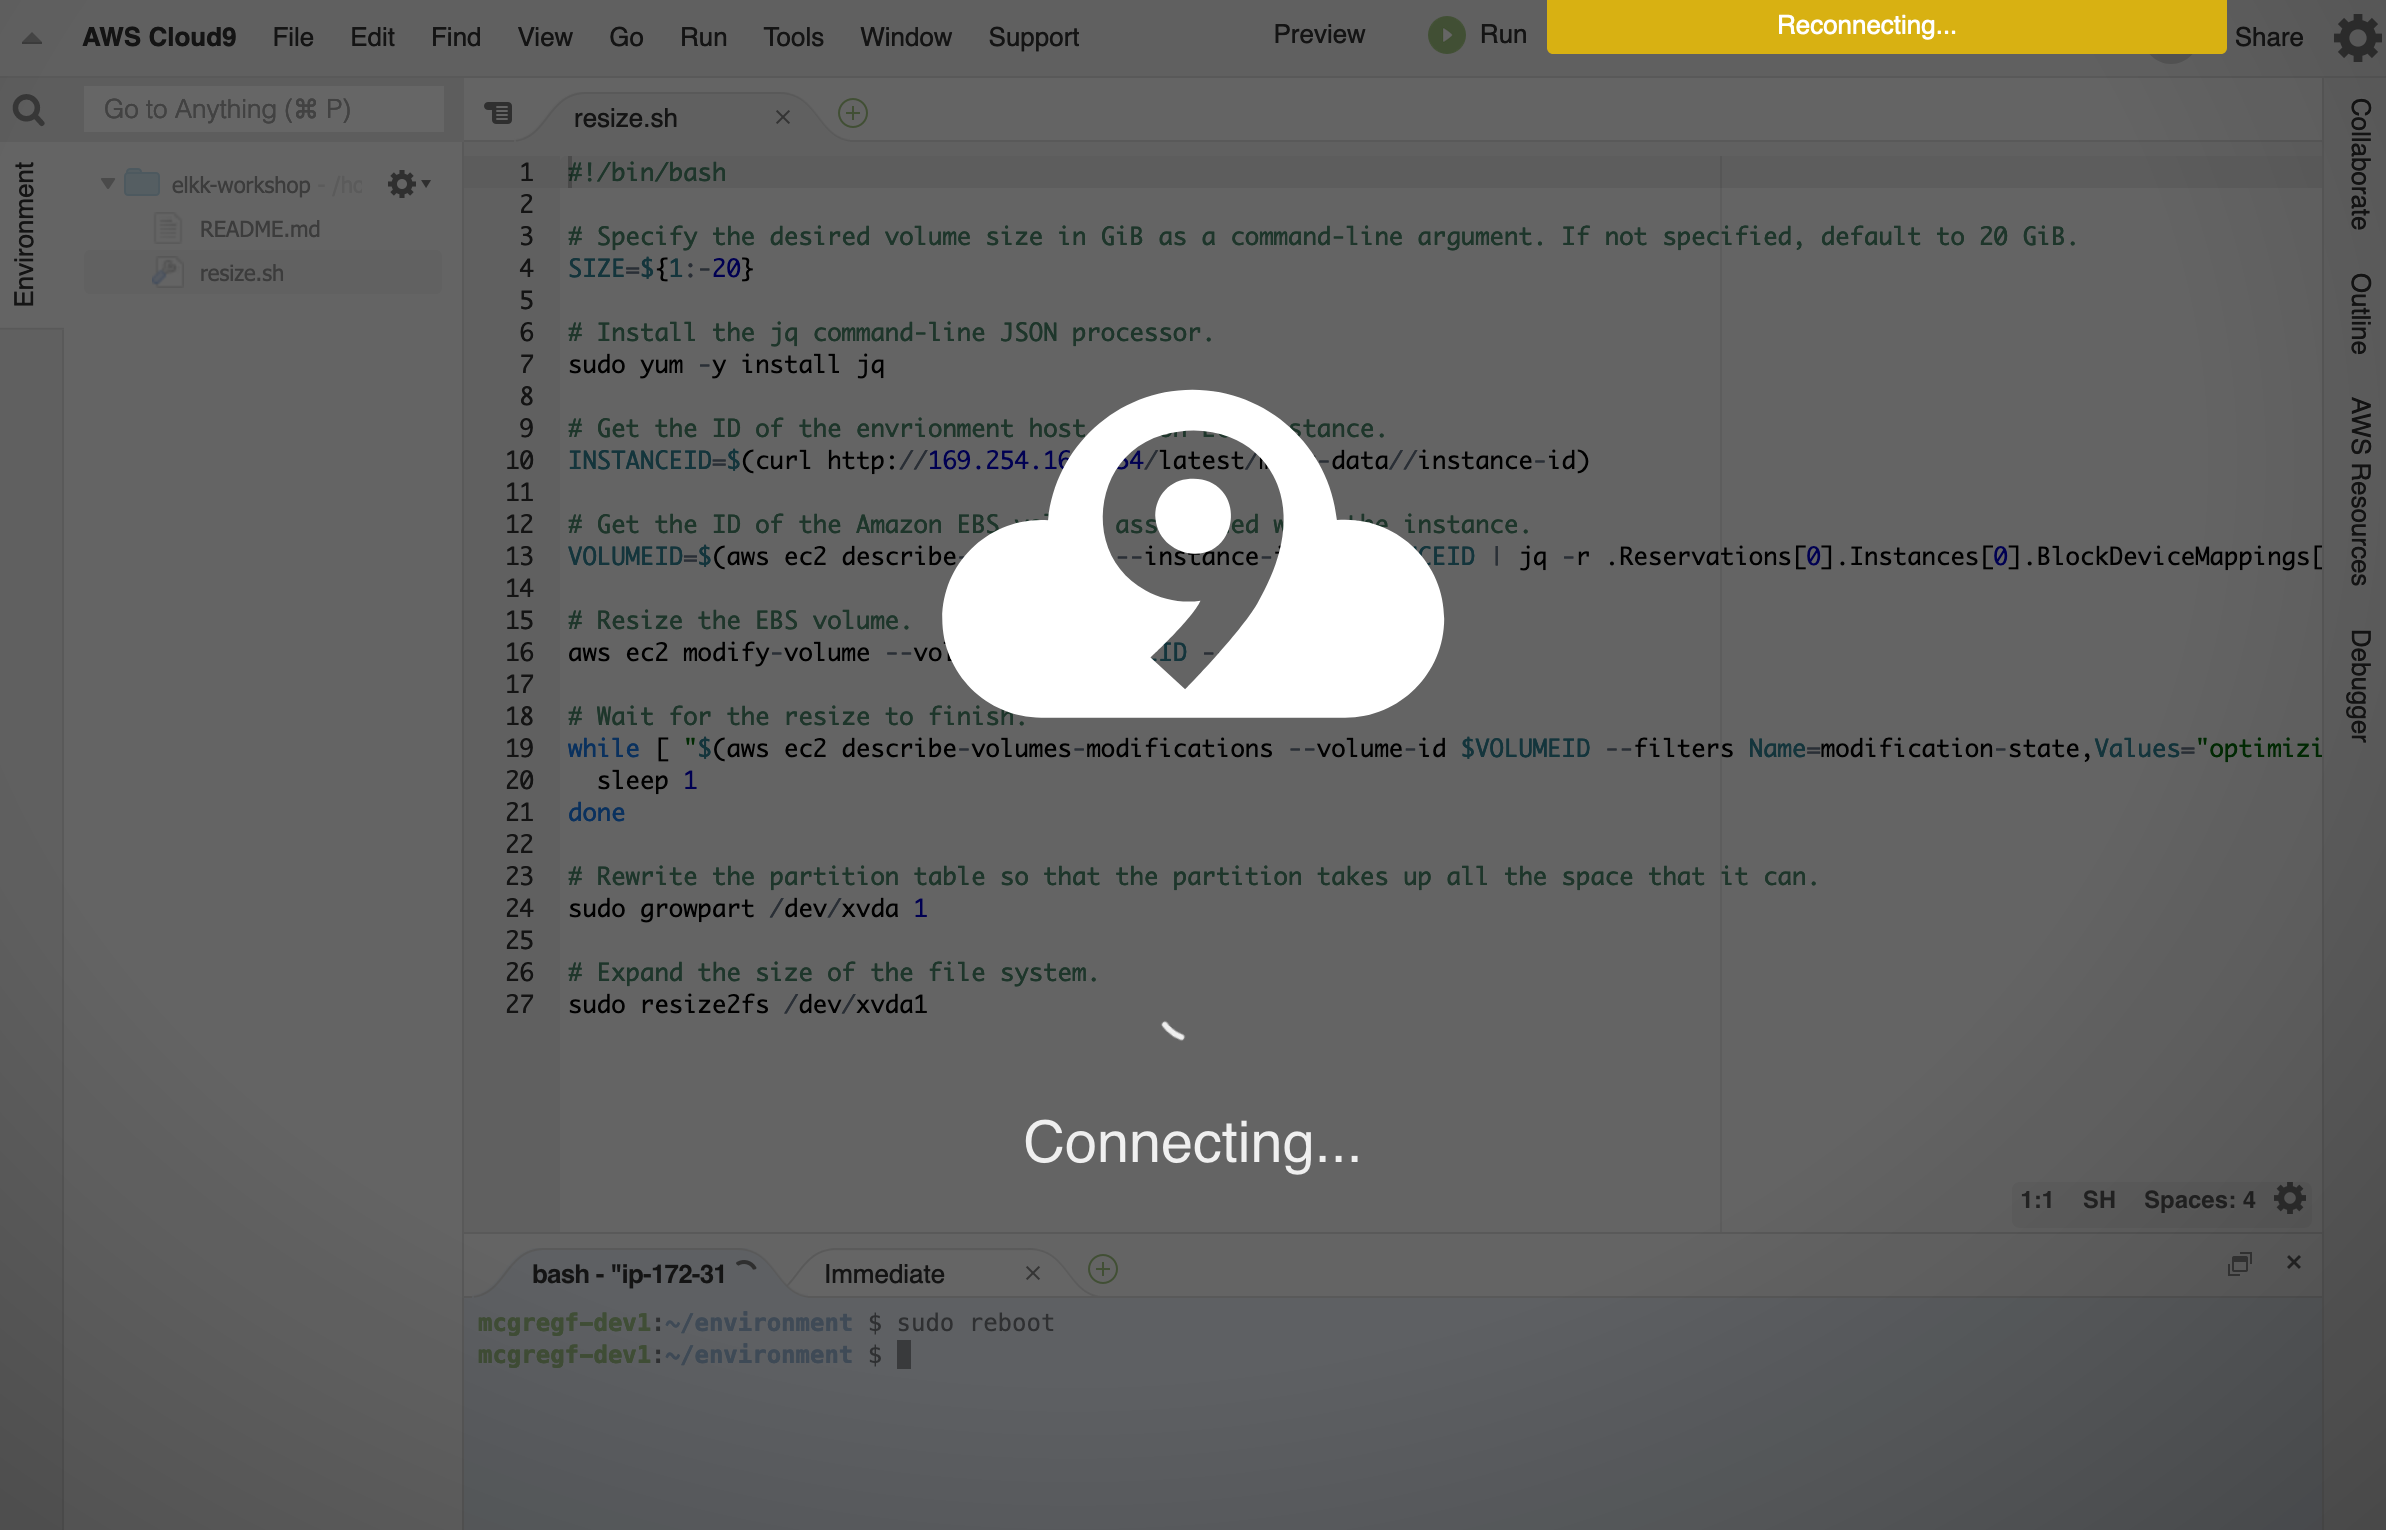 AWS Cloud9 File Edit Find View Go Run Tools Window Support Preview Run Reconnecting... Share
Go to Anything (⌘ P)
Environment
elkk-workshop - /hc
README.md
resize.sh
resize.sh
1 #!/bin/bash
2
3 # Specify the desired volume size in GiB as a command-line argument. If not specified, default to 20 GiB.
4 SIZE=${1:-20}
5
6 # Install the jq command-line JSON processor.
7 sudo yum -y install jq
8
9 # Get the ID of the envrionment host stance.
10 INSTANCEID=$(curl http://169.254.16 54/latest/ -data//instance-id)
11
12 # Get the ID of the Amazon EBS ass ed the instance.
13 VOLUMEID=$(aws ec2 describe- --instance- CEID | jq -r .Reservations[0].Instances[0].BlockDeviceMappings[
14
15 # Resize the EBS volume.
16 aws ec2 modify-volume --vol ID -
17
18 # Wait for the resize to finish.
19 while [ "$(aws ec2 describe-volumes-modifications --volume-id $VOLUMEID --filters Name=modification-state,Values="optimizi
20 sleep 1
21 done
22
23 # Rewrite the partition table so that the partition takes up all the space that it can.
24 sudo growpart /dev/xvda 1
25
26 # Expand the size of the file system.
27 sudo resize2fs /dev/xvda1
9
Connecting...
1:1 SH Spaces: 4
bash - "ip-172-31 Immediate
mcgregf-dev1:~/environment $ sudo reboot
mcgregf-dev1:~/environment $
Collaborate
Outline
AWS Resources
Debugger